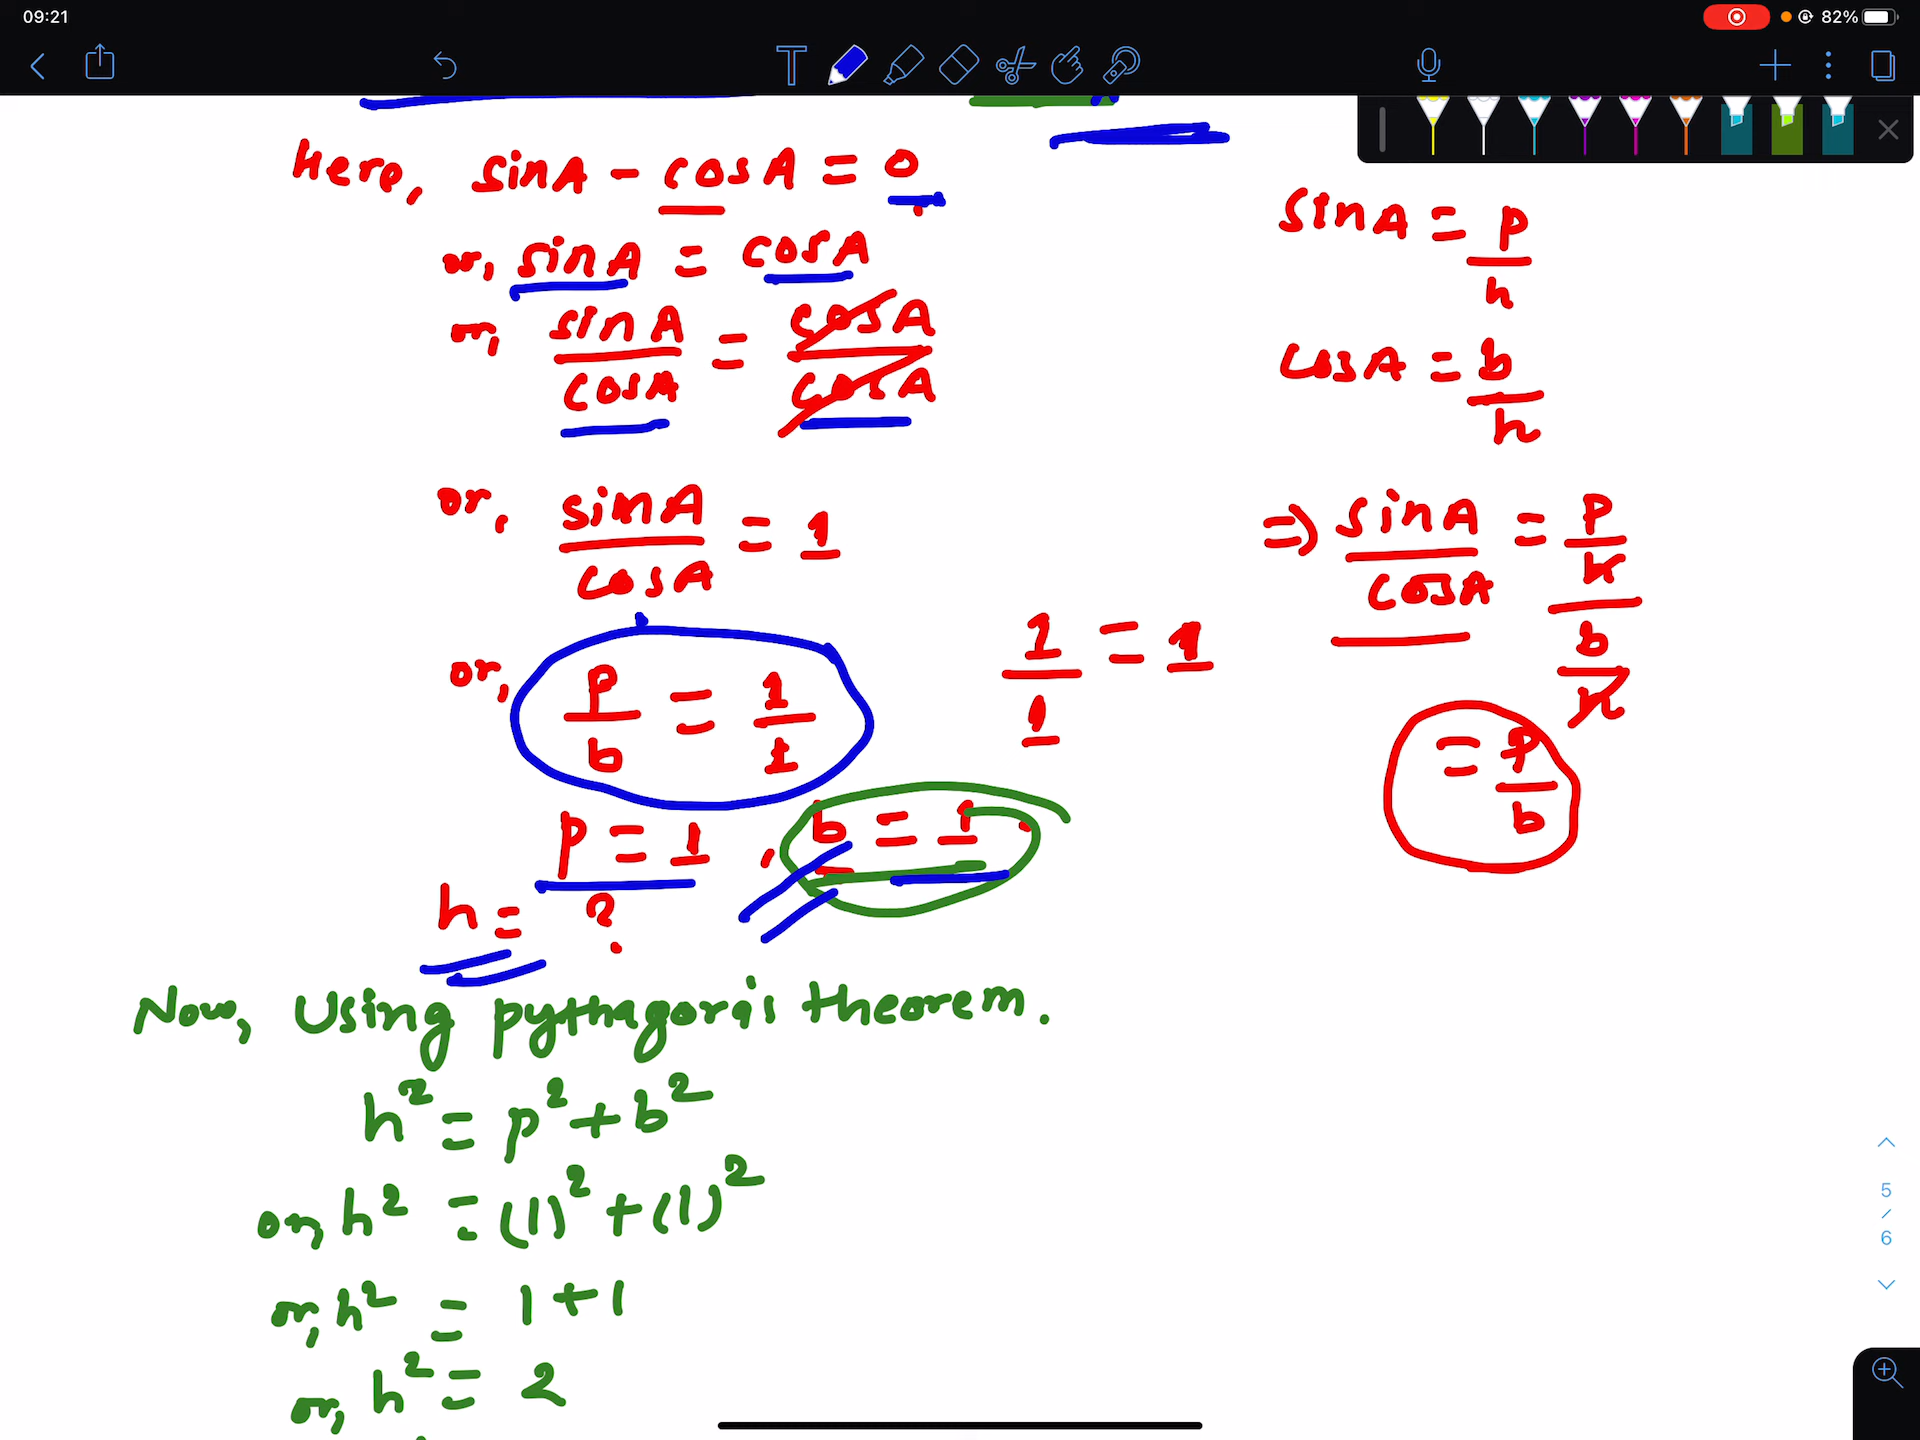 09:21 82%
Here, sinA - cosA = 0
or, sinA = cosA
or, sinA/cosA = cosA/cosA
or, sinA/cosA = 1
or, p/b = 1/1
1/1 = 1
p = 1, b = 1
h = ?
Now, Using pythagora's theorem.
h² = p² + b²
or, h² = (1)² + (1)²
or, h² = 1 + 1
or, h² = 2
sinA = p/h
cosA = b/h
=> sinA/cosA = p/h / b/h
= p/b
5
/
6